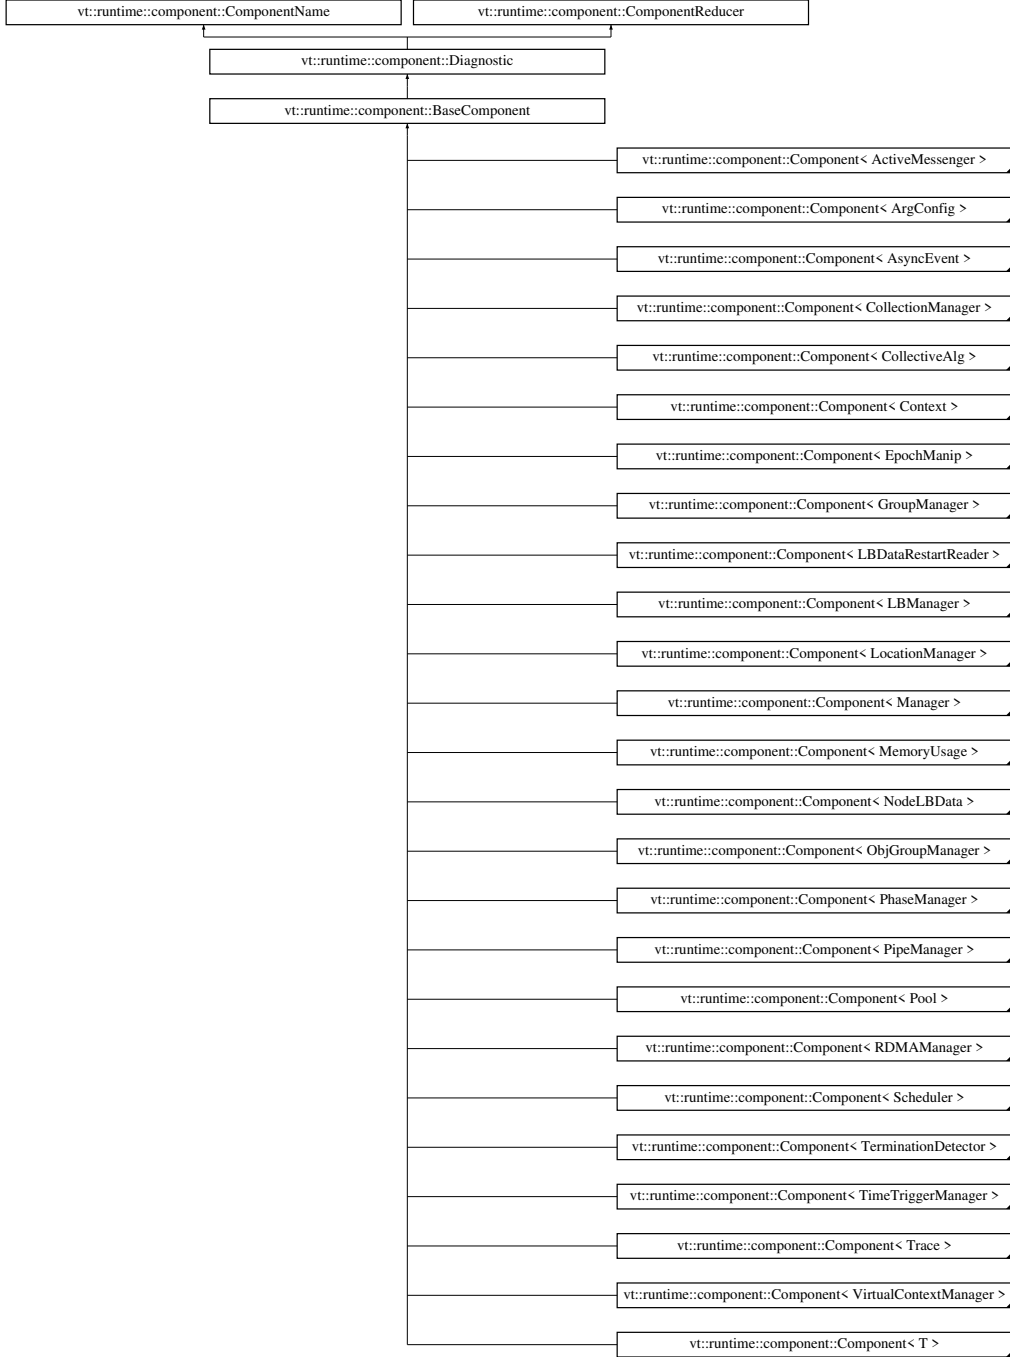 vt::runtime::component::ComponentName
vt::runtime::component::ComponentReducer
vt::runtime::component::Diagnostic
vt::runtime::component::BaseComponent
vt::runtime::component::Component< ActiveMessenger >
vt::runtime::component::Component< ArgConfig >
vt::runtime::component::Component< AsyncEvent >
vt::runtime::component::Component< CollectionManager >
vt::runtime::component::Component< CollectiveAlg >
vt::runtime::component::Component< Context >
vt::runtime::component::Component< EpochManip >
vt::runtime::component::Component< GroupManager >
vt::runtime::component::Component< LBDataRestartReader >
vt::runtime::component::Component< LBManager >
vt::runtime::component::Component< LocationManager >
vt::runtime::component::Component< Manager >
vt::runtime::component::Component< MemoryUsage >
vt::runtime::component::Component< NodeLBData >
vt::runtime::component::Component< ObjGroupManager >
vt::runtime::component::Component< PhaseManager >
vt::runtime::component::Component< PipeManager >
vt::runtime::component::Component< Pool >
vt::runtime::component::Component< RDMAManager >
vt::runtime::component::Component< Scheduler >
vt::runtime::component::Component< TerminationDetector >
vt::runtime::component::Component< TimeTriggerManager >
vt::runtime::component::Component< Trace >
vt::runtime::component::Component< VirtualContextManager >
vt::runtime::component::Component< T >